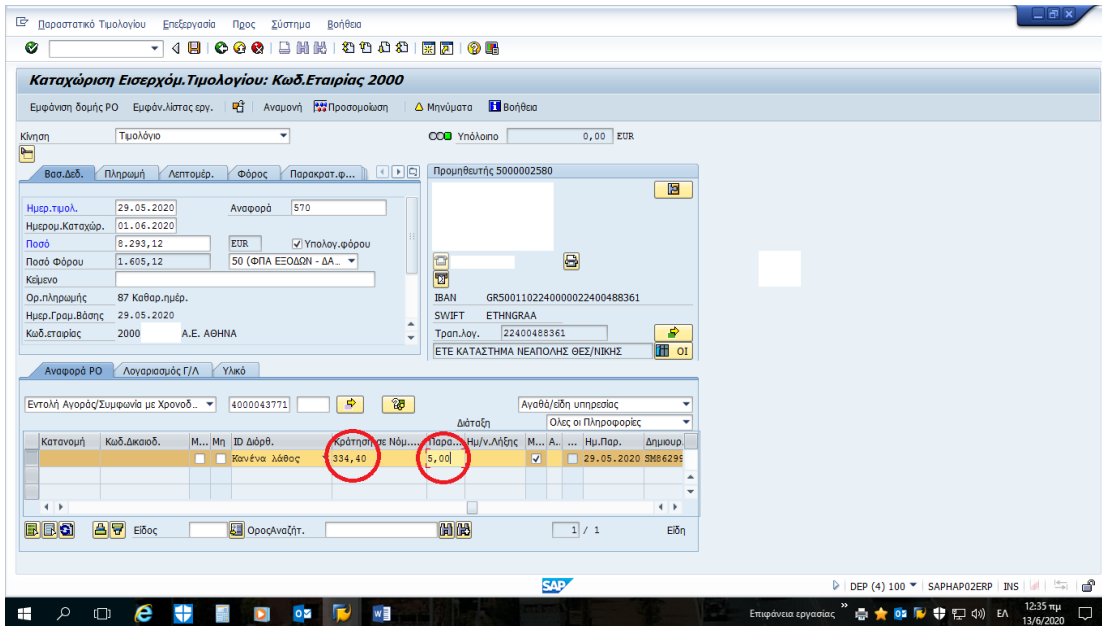 Παραστατικό Τιμολογίου Επεξεργασία Προς Σύστημα Βοήθεια
Καταχώριση Εισερχόμ.Τιμολογίου: Κωδ.Εταιρίας 2000
Εμφάνιση δομής PO Εμφάν.λίστας εργ. Αναμονή Προσομοίωση Μηνύματα Βοήθεια
Κίνηση Τιμολόγιο Υπόλοιπο 0,00 EUR
Βασ.Δεδ. Πληρωμή Λεπτομέρ. Φόρος Παρακρατ.φ... Προμηθευτής 5000002580
Ημερ.τιμολ. 29.05.2020 Αναφορά 570
Ημερομ.Καταχώρ. 01.06.2020
Ποσό 8.293,12 EUR Υπολογ.φόρου
Ποσό Φόρου 1.605,12 50 (ΦΠΑ ΕΞΟΔΩΝ - ΔΑ...
Κείμενο
Ορ.πληρωμής 87 Καθαρ.ημέρ. IBAN GR5001102240000022400488361
Ημερ.Γραμ.Βάσης 29.05.2020 SWIFT ETHNGRAA
Κωδ.εταιρίας 2000 Α.Ε. ΑΘΗΝΑ Τραπ.λογ. 22400488361
ΕΤΕ ΚΑΤΑΣΤΗΜΑ ΝΕΑΠΟΛΗΣ ΘΕΣ/ΝΙΚΗΣ OI
Αναφορά PO Λογαριασμός Γ/Λ Υλικό
Εντολή Αγοράς/Συμφωνία με Χρονοδ.. 4000043771 Αγαθά/είδη υπηρεσίας
Διάταξη Όλες οι Πληροφορίες
Κατανομή Κωδ.Δικαιοδ. Μ... Μη ID Διόρθ. Κράτηση σε Νόμ.... Παρα... Ημ/ν.Λήξης Μ... Α.. ... Ημ.Παρ. Δημιουρ.
Κανένα λάθος 334,40 5,00 29.05.2020 SM86299
Είδος ΟροςΑναζήτ. 1 / 1 Είδη
SAP DEP (4) 100 SAPHAP02ERP INS
Επιφάνεια εργασίας ΕΛ 12:35 πμ
13/6/2020